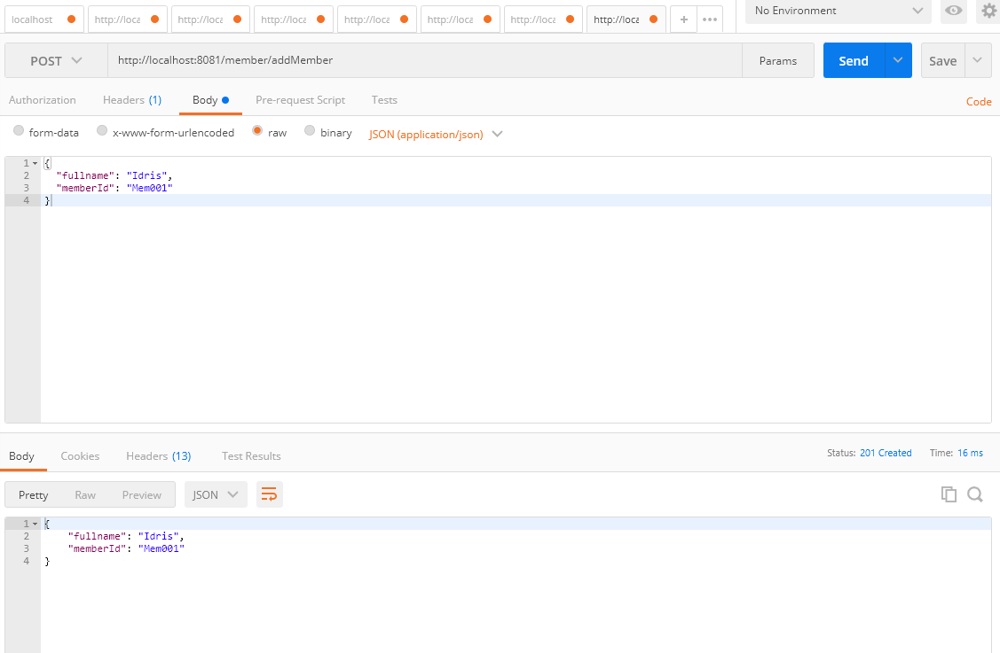 localhost http://loca http://loca http://loca http://loca http://loca http://loca http://loca + ••• No Environment
POST http://localhost:8081/member/addMember Params Send Save
Authorization Headers (1) Body Pre-request Script Tests Code
form-data x-www-form-urlencoded raw binary JSON (application/json)
1 {
2 "fullname": "Idris",
3 "memberId": "Mem001"
4 }
Body Cookies Headers (13) Test Results Status: 201 Created Time: 16 ms
Pretty Raw Preview JSON
1 {
2 "fullname": "Idris",
3 "memberId": "Mem001"
4 }